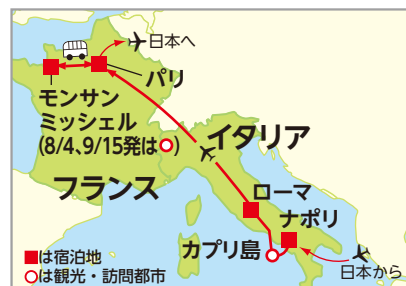 日本へ
パリ
モンサン
ミッシェル
(8/4、9/15発は○)
イタリア
フランス
ローマ
ナポリ
カプリ島
日本から
■は宿泊地
○は観光・訪問都市